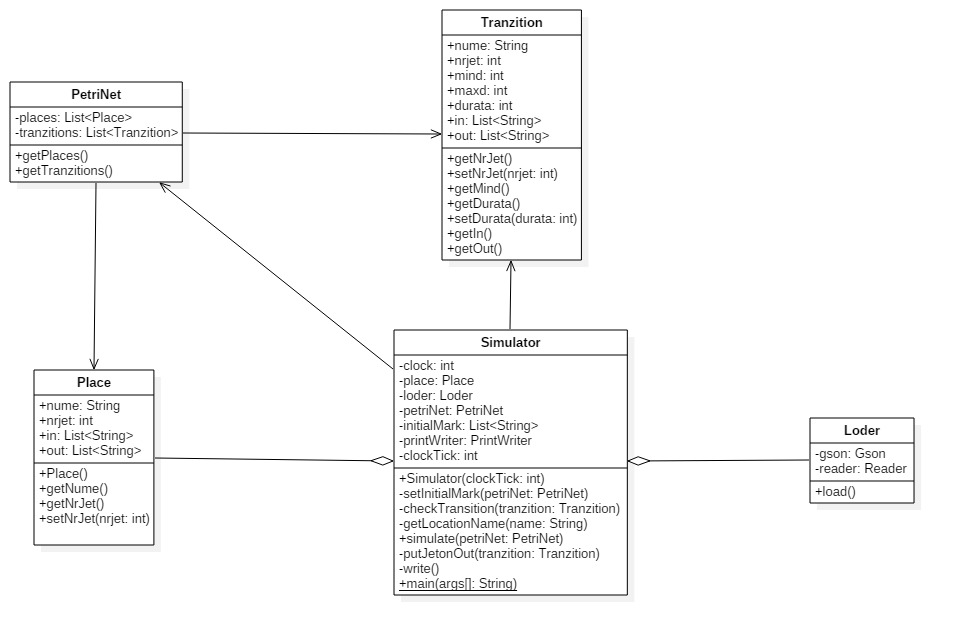 Tranzition
+nume: String
+nrjet: int
+mind: int
+maxd: int
+durata: int
+in: List<String>
+out: List<String>
+getNrJet()
+setNrJet(nrjet: int)
+getMind()
+getDurata()
+setDurata(durata: int)
+getIn()
+getOut()
PetriNet
-places: List<Place>
-tranzitions: List<Tranzition>
+getPlaces()
+getTranzitions()
Simulator
-clock: int
-place: Place
-loder: Loder
-petriNet: PetriNet
-initialMark: List<String>
-printWriter: PrintWriter
-clockTick: int
+Simulator(clockTick: int)
-setInitialMark(petriNet: PetriNet)
-checkTransition(tranzition: Tranzition)
-getLocationName(name: String)
+simulate(petriNet: PetriNet)
-putJetonOut(tranzition: Tranzition)
-write()
+main(args[]: String)
Place
+nume: String
+nrjet: int
+in: List<String>
+out: List<String>
+Place()
+getNume()
+getNrJet()
+setNrJet(nrjet: int)
Loder
-gson: Gson
-reader: Reader
+load()